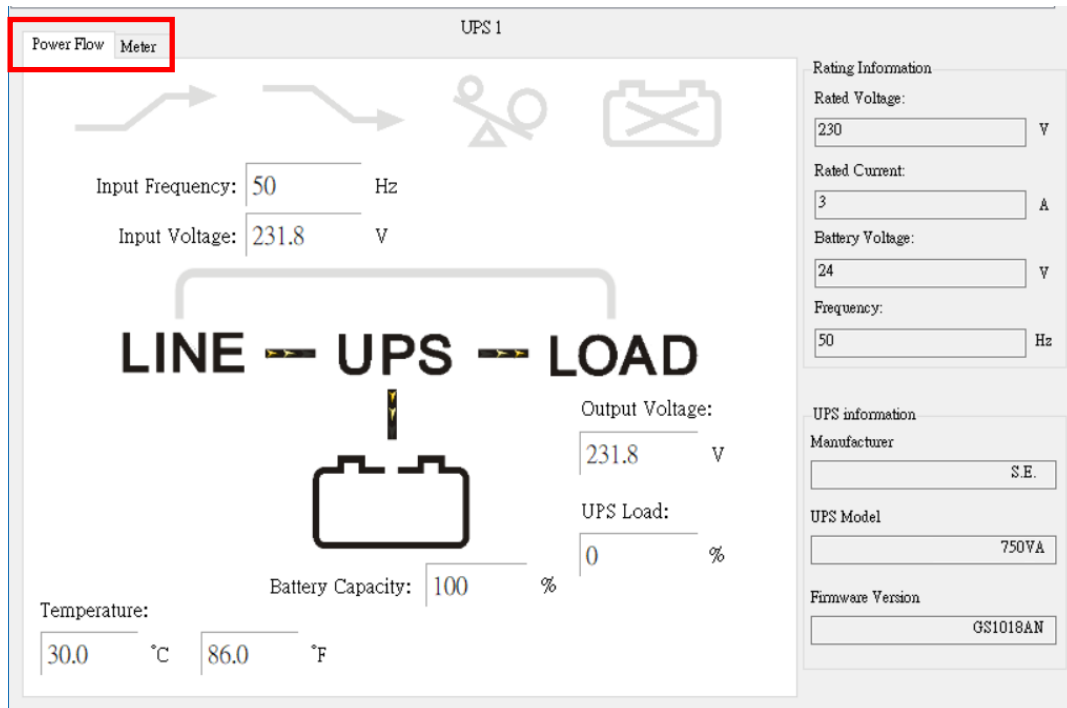 UPS 1
Power Flow Meter
Input Frequency: 50 Hz
Input Voltage: 231.8 V
LINE UPS LOAD
Output Voltage:
231.8 V
UPS Load:
0 %
Battery Capacity: 100 %
Temperature:
30.0 °C 86.0 °F
Rating Information
Rated Voltage:
230 V
Rated Current:
3 A
Battery Voltage:
24 V
Frequency:
50 Hz
UPS information
Manufacturer
S.E.
UPS Model
750VA
Firmware Version
GS1018AN